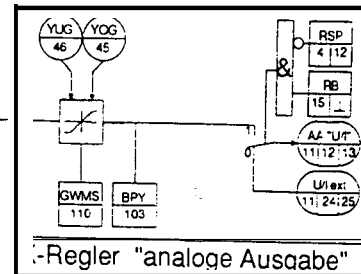 YUG YOG
46 45
&
RSP
4 12
RB
15 ⊥
AA "U/I"
11 12 13
U/I ext
11 24 25
GWMS
110
BPY
103
-Regler "analoge Ausgabe"